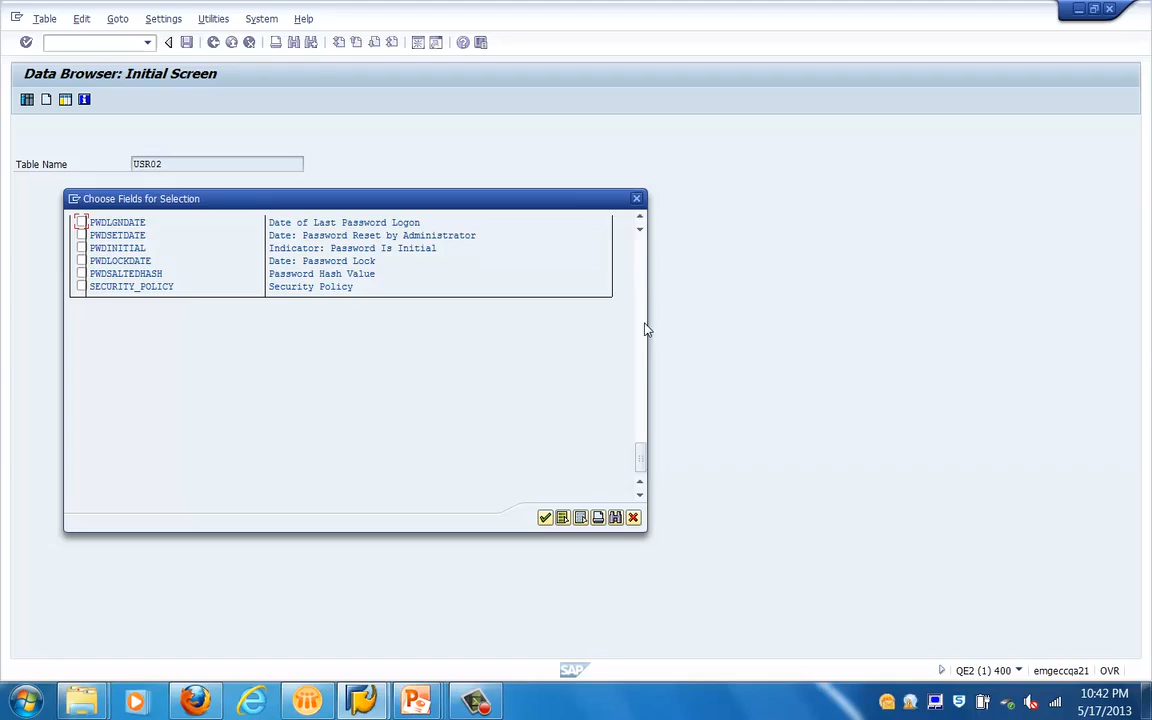 Table Edit Goto Settings Utilities System Help
Data Browser: Initial Screen
Table Name USR02
Choose Fields for Selection
PWDLGNDATE Date of Last Password Logon
PWDSETDATE Date: Password Reset by Administrator
PWDINITIAL Indicator: Password Is Initial
PWDLOCKDATE Date: Password Lock
PWDSALTEDHASH Password Hash Value
SECURITY_POLICY Security Policy
SAP
QE2 (1) 400 emgeccqa21 OVR
10:42 PM
5/17/2013